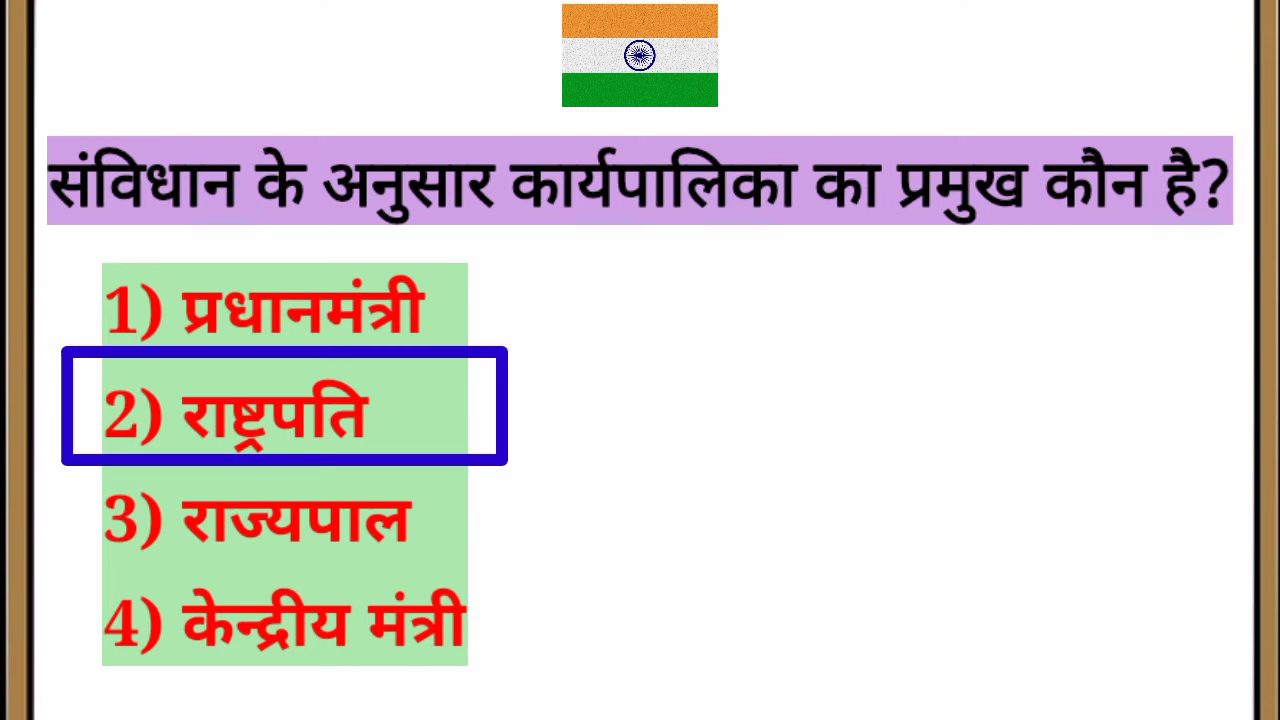 संविधान के अनुसार कार्यपालिका का प्रमुख कौन है?
1) प्रधानमंत्री
2) राष्ट्रपति
3) राज्यपाल
4) केन्द्रीय मंत्री